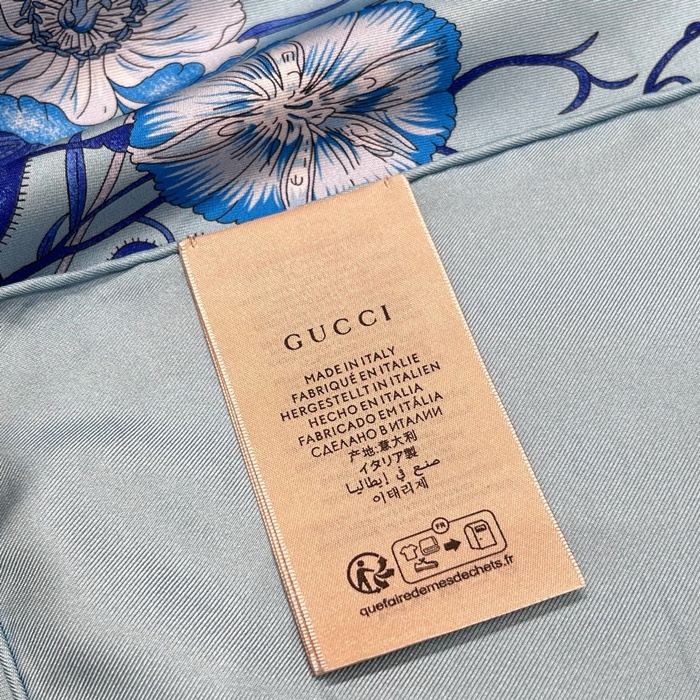 GUCCI
MADE IN ITALY
FABRIQUÉ EN ITALIE
HERGESTELLT IN ITALIEN
HECHO EN ITALIA
FABRICADO EM ITÁLIA
СДЕЛАНО В ИТАЛИИ
产地:意大利
イタリア製
صنع في إيطاليا
이태리제
FR
quefairedemesdechets.fr